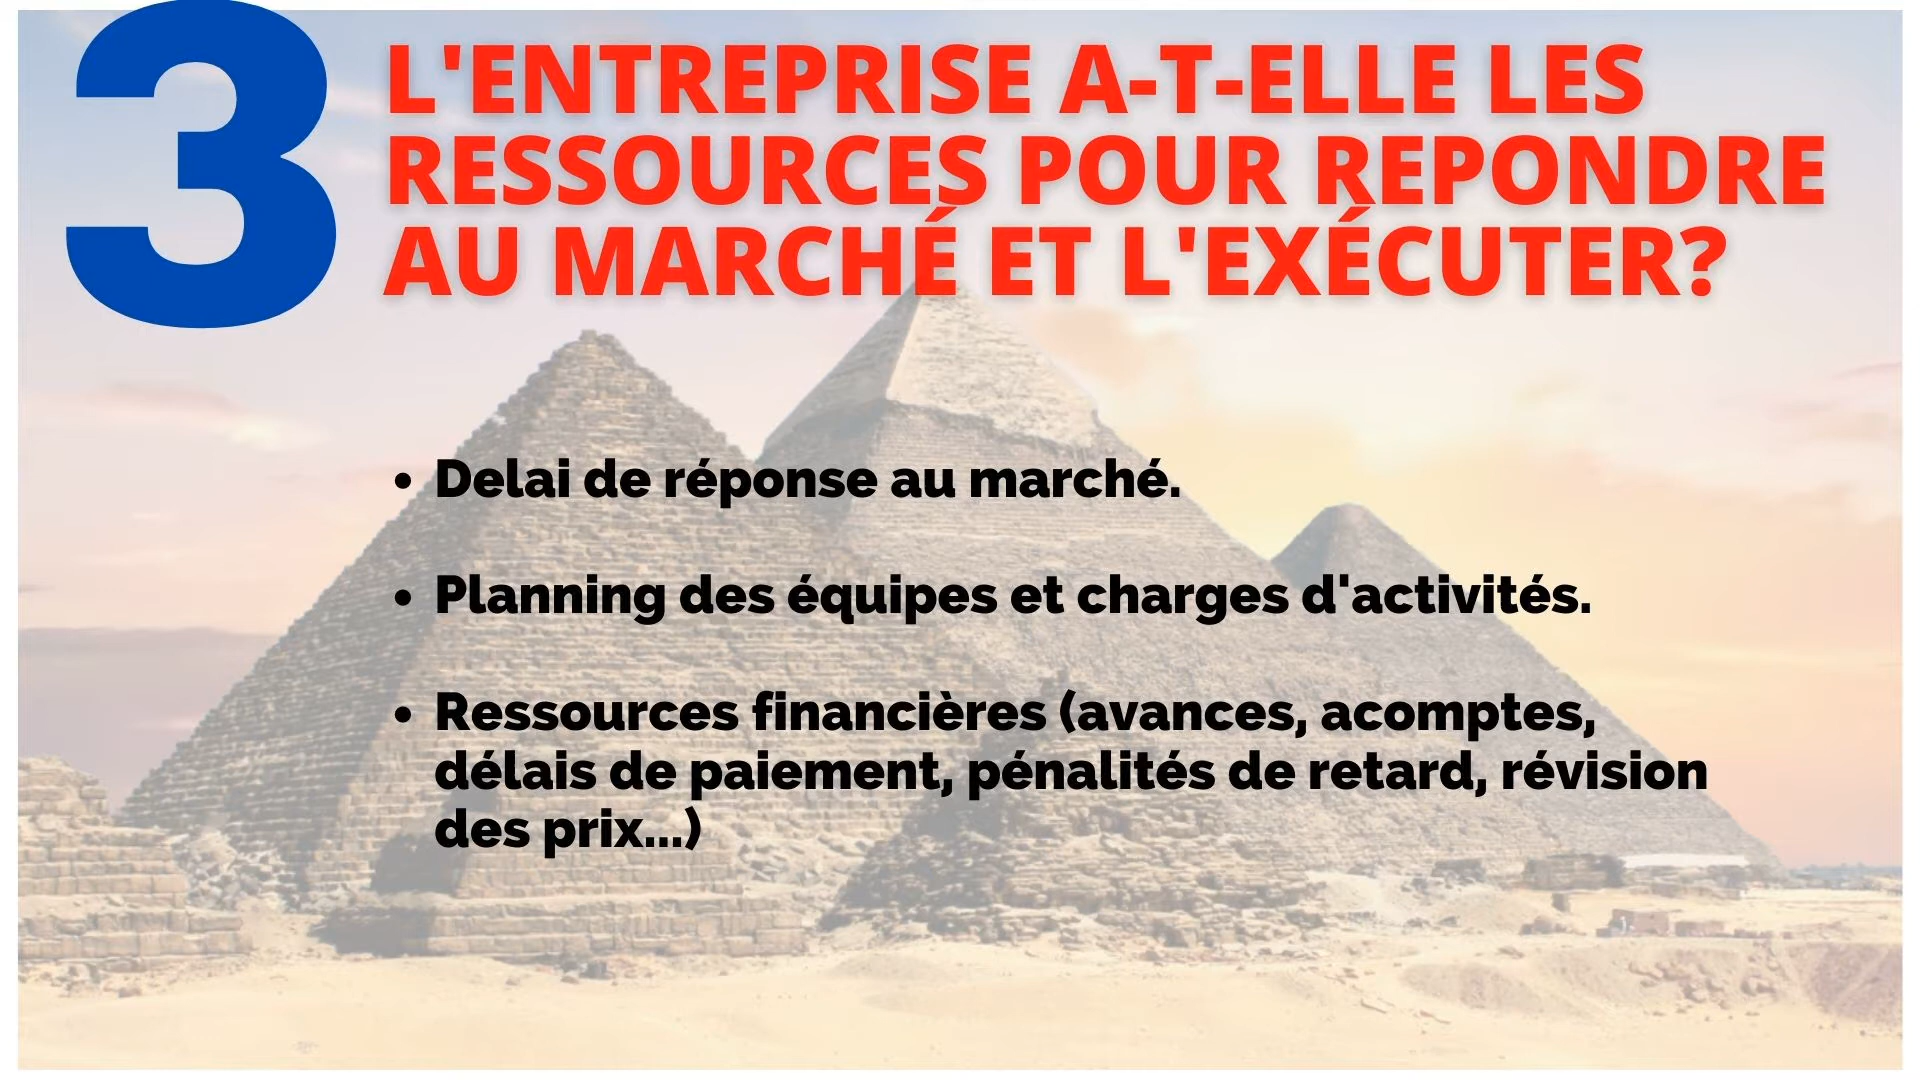 3
L'ENTREPRISE A-T-ELLE LES
RESSOURCES POUR REPONDRE
AU MARCHÉ ET L'EXÉCUTER?
• Delai de réponse au marché.
• Planning des équipes et charges d'activités.
• Ressources financières (avances, acomptes,
délais de paiement, pénalités de retard, révision
des prix...)